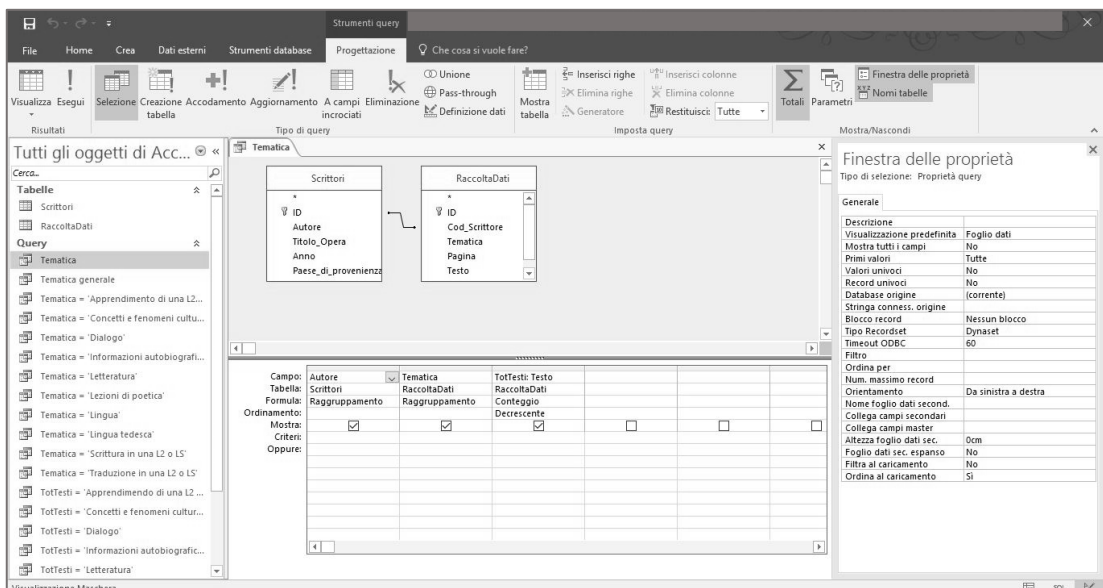 Strumenti query
File Home Crea Dati esterni Strumenti database Progettazione Che cosa si vuole fare?
Visualizza Esegui Selezione Creazione tabella Accodamento Aggiornamento A campi incrociati Eliminazione
Unione
Pass-through
Definizione dati
Mostra tabella
Inserisci righe
Elimina righe
Generatore
Inserisci colonne
Elimina colonne
Restituisci: Tutte
Totali Parametri
Finestra delle proprietà
Nomi tabelle
Risultati Tipo di query Imposta query Mostra/Nascondi
Tutti gli oggetti di Acc...
Cerca...
Tabelle
Scrittori
RaccoltaDati
Query
Tematica
Tematica generale
Tematica = 'Apprendimento di una L2...
Tematica = 'Concetti e fenomeni cultu...
Tematica = 'Dialogo'
Tematica = 'Informazioni autobiografi...
Tematica = 'Letteratura'
Tematica = 'Lezioni di poetica'
Tematica = 'Lingua'
Tematica = 'Lingua tedesca'
Tematica = 'Scrittura in una L2 o LS'
Tematica = 'Traduzione in una L2 o LS'
TotTesti = 'Apprendimendo di una L2 ...
TotTesti = 'Concetti e fenomeni cultur...
TotTesti = 'Dialogo'
TotTesti = 'Informazioni autobiografic...
TotTesti = 'Letteratura'
Tematica
Scrittori
*
ID
Autore
Titolo_Opera
Anno
Paese_di_provenienza
RaccoltaDati
*
ID
Cod_Scrittore
Tematica
Pagina
Testo
Campo: Autore Tematica TotTesti: Testo
Tabella: Scrittori RaccoltaDati RaccoltaDati
Formula: Raggruppamento Raggruppamento Conteggio
Ordinamento: Decrescente
Mostra:
Criteri:
Oppure:
Finestra delle proprietà
Tipo di selezione: Proprietà query
Generale
Descrizione
Visualizzazione predefinita Foglio dati
Mostra tutti i campi No
Primi valori Tutte
Valori univoci No
Record univoci No
Database origine (corrente)
Stringa conness. origine
Blocco record Nessun blocco
Tipo Recordset Dynaset
Timeout ODBC 60
Filtro
Ordina per
Num. massimo record
Orientamento Da sinistra a destra
Nome foglio dati second.
Collega campi secondari
Collega campi master
Altezza foglio dati sec. 0cm
Foglio dati sec. espanso No
Filtra al caricamento No
Ordina al caricamento Sì
Visualizzazione Maschera